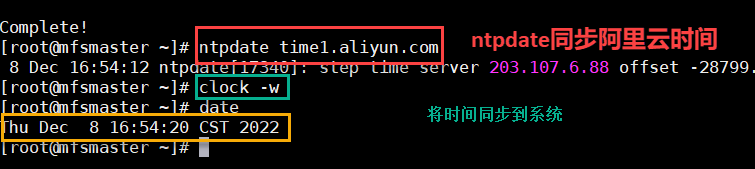 Complete!
[root@mfsmaster ~]# ntpdate time1.aliyun.com
ntpdate同步阿里云时间
8 Dec 16:54:12 ntpdate[17340]: step time server 203.107.6.88 offset -28799.
[root@mfsmaster ~]# clock -w
[root@mfsmaster ~]# date
将时间同步到系统
Thu Dec  8 16:54:20 CST 2022
[root@mfsmaster ~]#